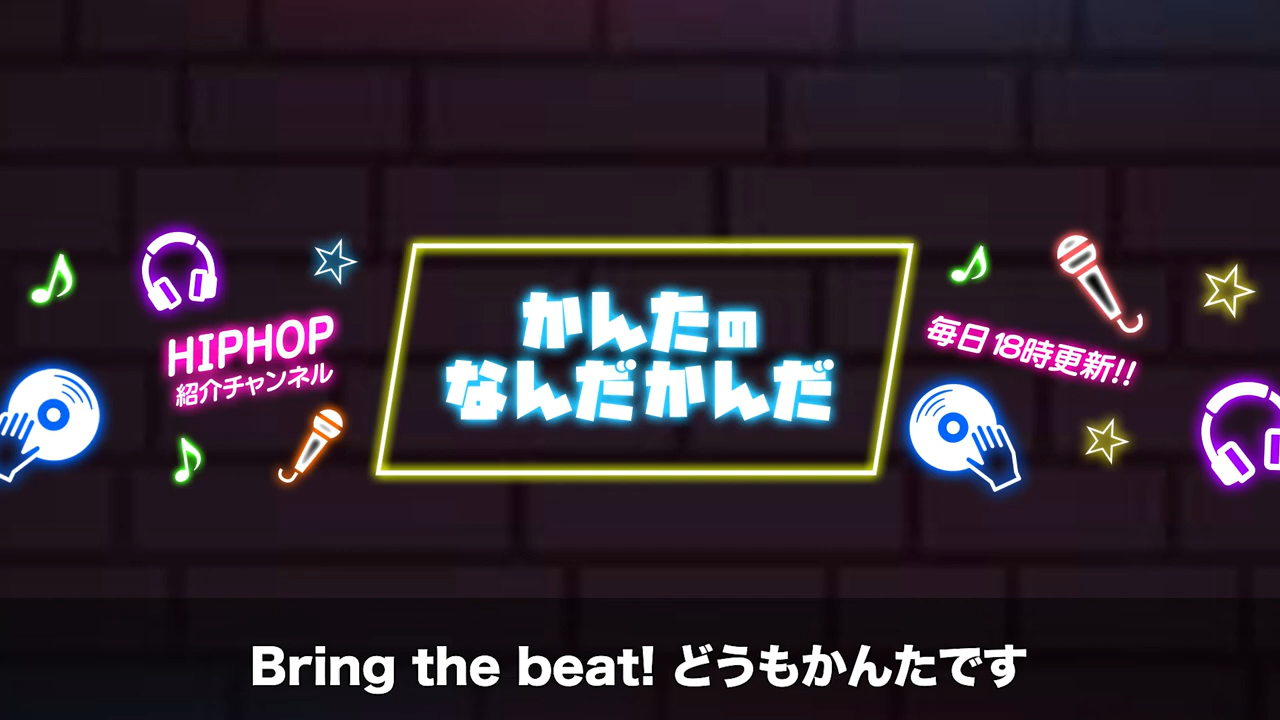 HIPHOP
紹介チャンネル
かんたの
なんだかんだ
毎日18時更新!!
Bring the beat! どうもかんたです